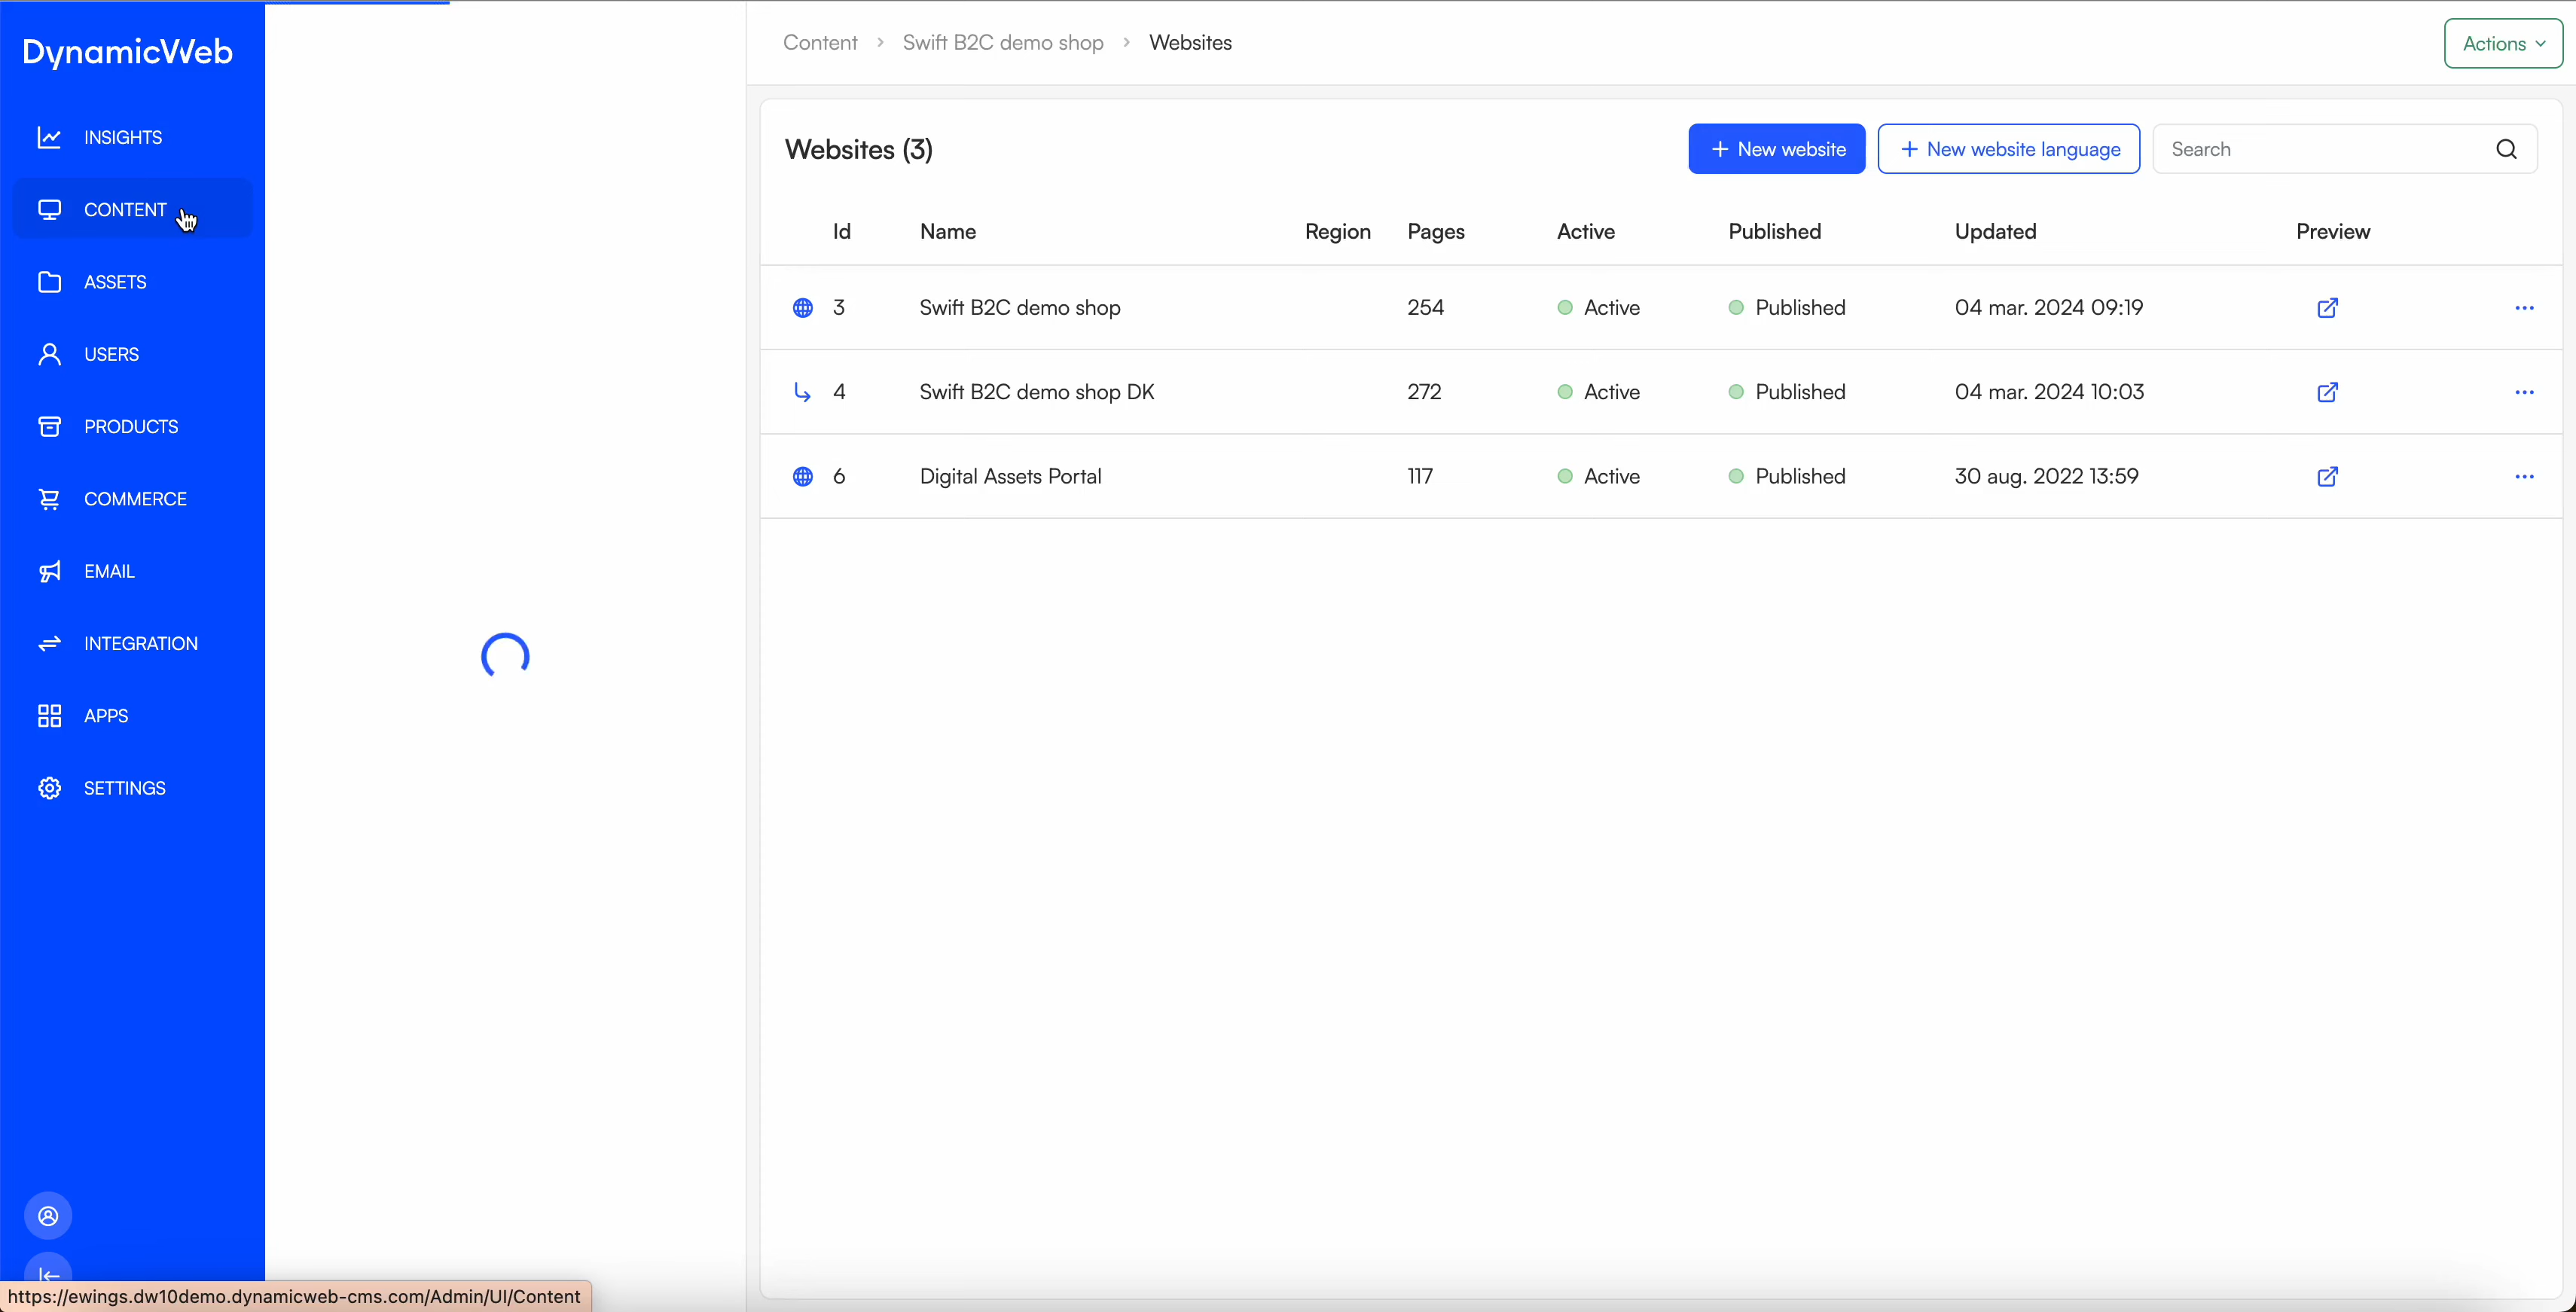 DynamicWeb
INSIGHTS
CONTENT
ASSETS
USERS
PRODUCTS
COMMERCE
EMAIL
INTEGRATION
APPS
SETTINGS
https://ewings.dw10demo.dynamicweb-cms.com/Admin/UI/Content
Content > Swift B2C demo shop > Websites
Actions
Websites (3)
+ New website
+ New website language
Search
Id Name Region Pages Active Published Updated Preview
3 Swift B2C demo shop 254 Active Published 04 mar. 2024 09:19
4 Swift B2C demo shop DK 272 Active Published 04 mar. 2024 10:03
6 Digital Assets Portal 117 Active Published 30 aug. 2022 13:59